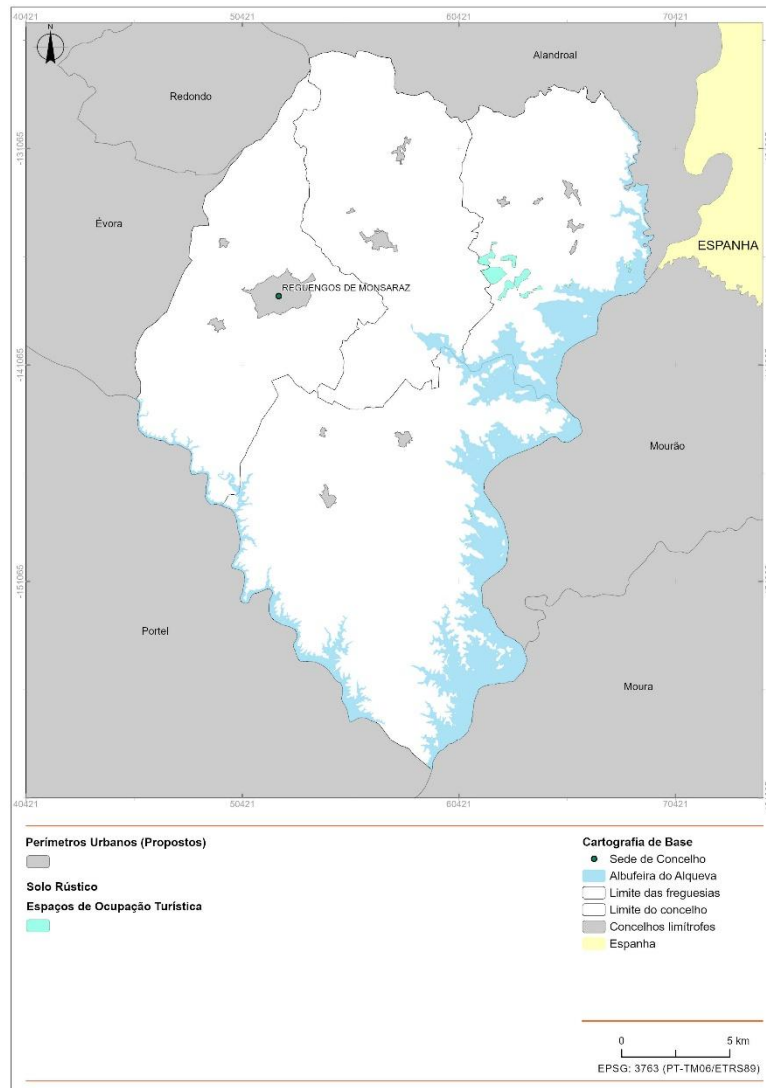 40421
50421
60421
70421
N
Alandroal
Redondo
-131065
Évora
ESPANHA
REGUENGOS DE MONSARAZ
-141065
Mourão
-151065
Portel
Moura
40421
50421
60421
70421
Perímetros Urbanos (Propostos)
Solo Rústico
Espaços de Ocupação Turística
Cartografia de Base
Sede de Concelho
Albufeira do Alqueva
Limite das freguesias
Limite do concelho
Concelhos limítrofes
Espanha
0 5 km
EPSG: 3763 (PT-TM06/ETRS89)